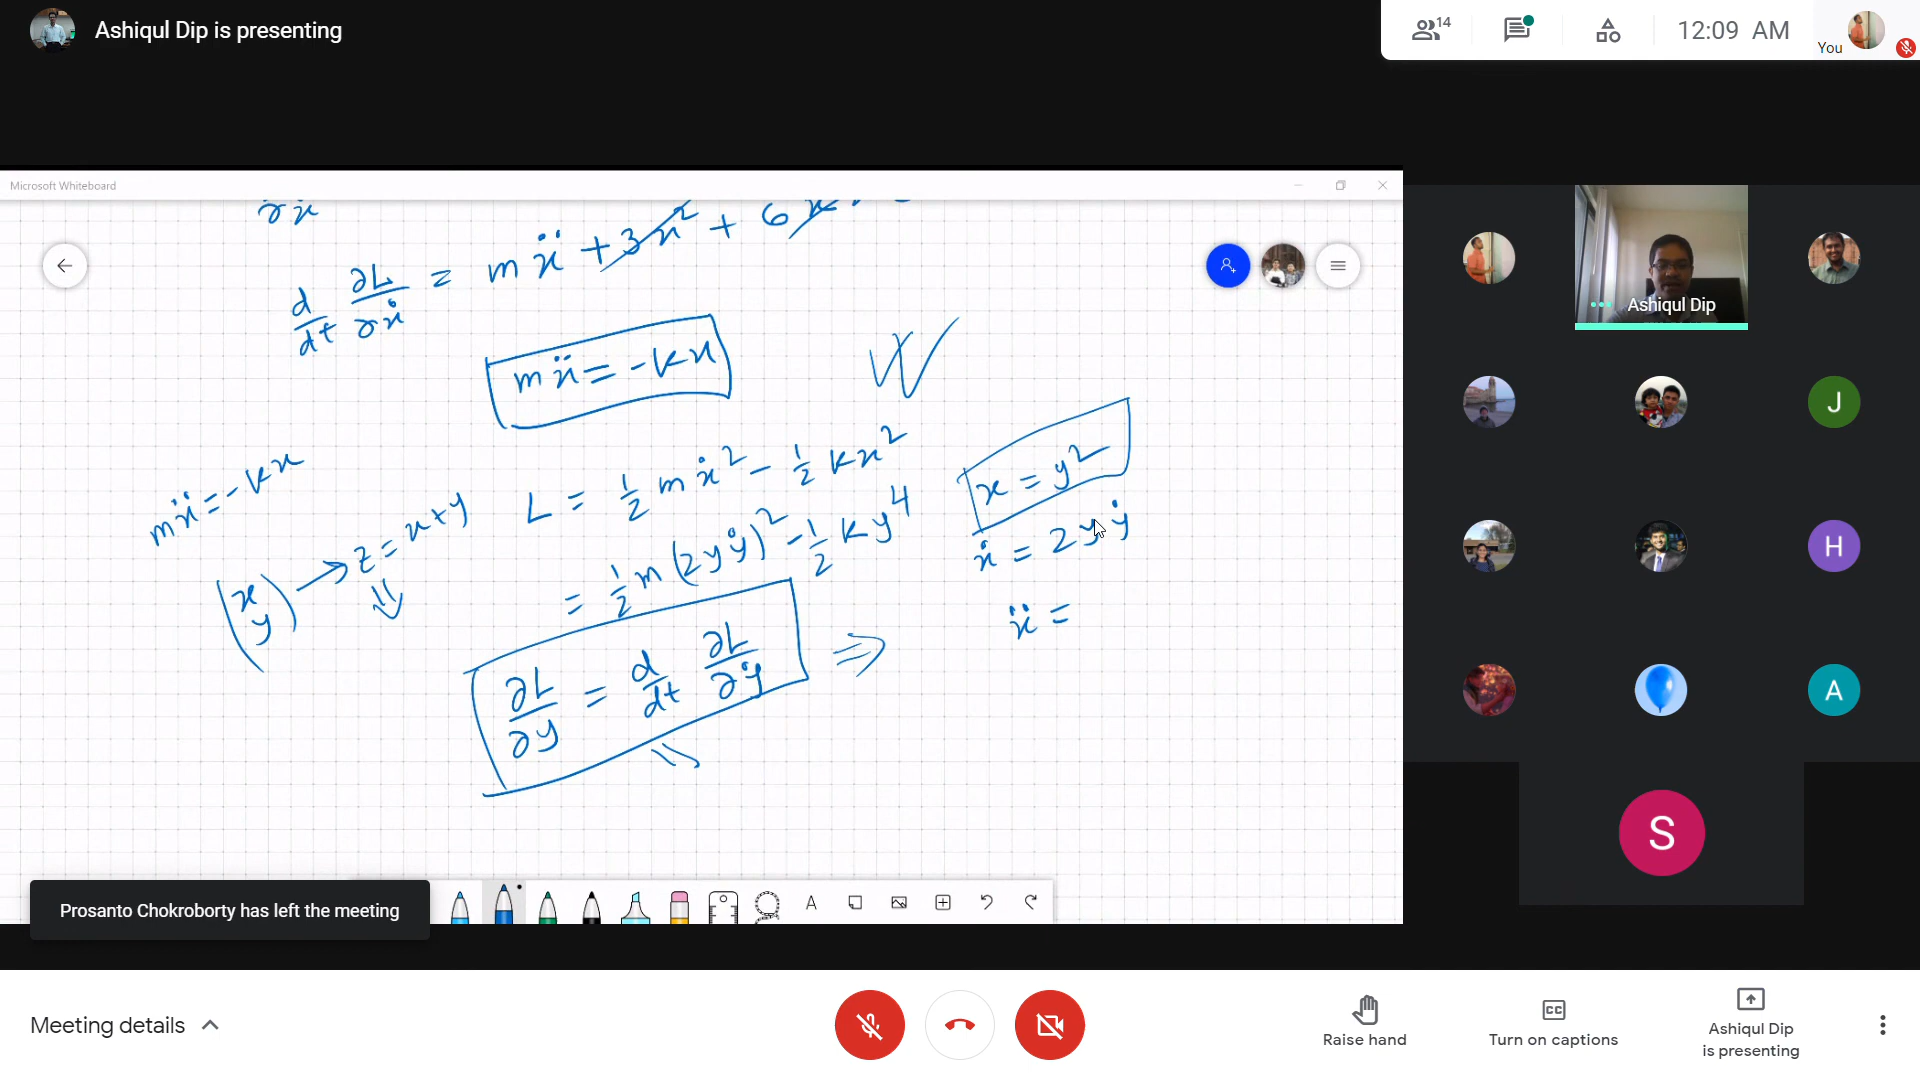 Ashiqul Dip is presenting
14
12:09 AM
You
Microsoft Whiteboard
∂ẋ
d/dt ∂L/∂ẋ = mẍ + 3x² + 6
mẍ = -kx
mẍ = -kx
(x y) → z = x+y
⇓
L = ½ mẋ² - ½ kx²
= ½ m (2yẏ)² - ½ ky⁴
∂L/∂y = d/dt ∂L/∂ẏ ⇒
x = y²
ẋ = 2yẏ
ẍ =
Ashiqul Dip
J
H
A
S
A
Prosanto Chokroborty has left the meeting
Meeting details
Raise hand
CC
Turn on captions
Ashiqul Dip
is presenting